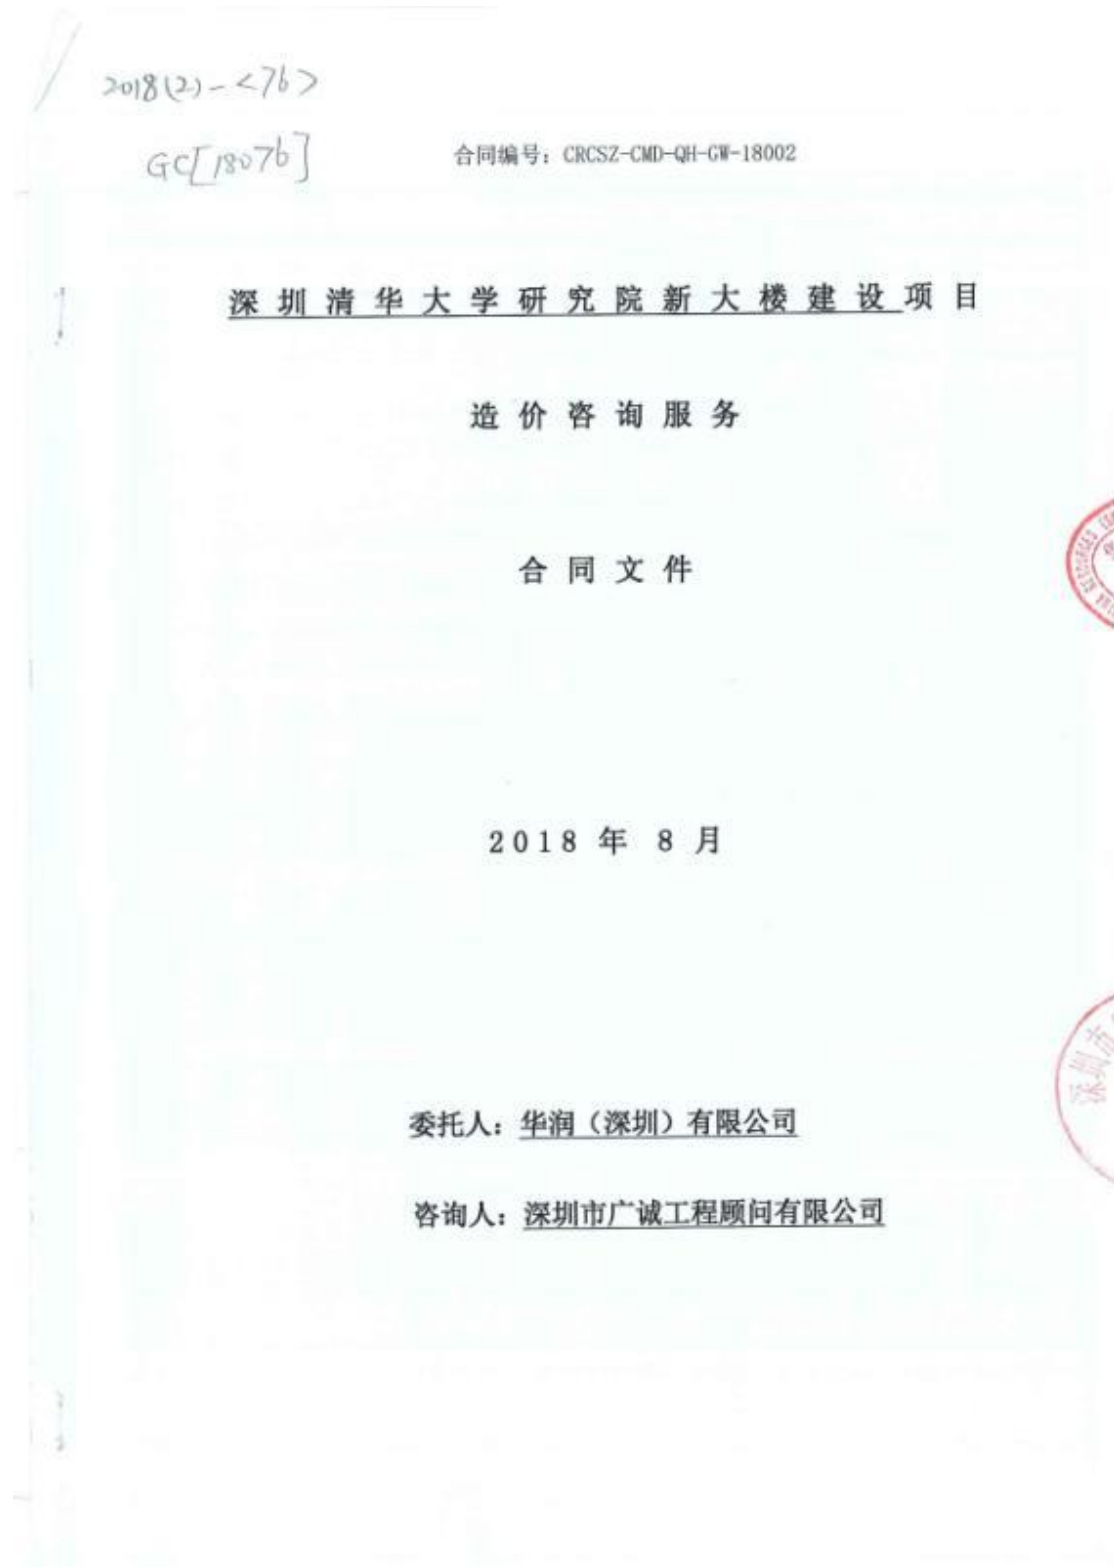 2018(2)-<76>
GC[18076]
合同编号：CRCSZ-CMD-QH-GW-18002
深圳清华大学研究院新大楼建设项目
造价咨询服务
合同文件
2018年 8月
委托人：华润（深圳）有限公司
咨询人：深圳市广诚工程顾问有限公司
深圳市